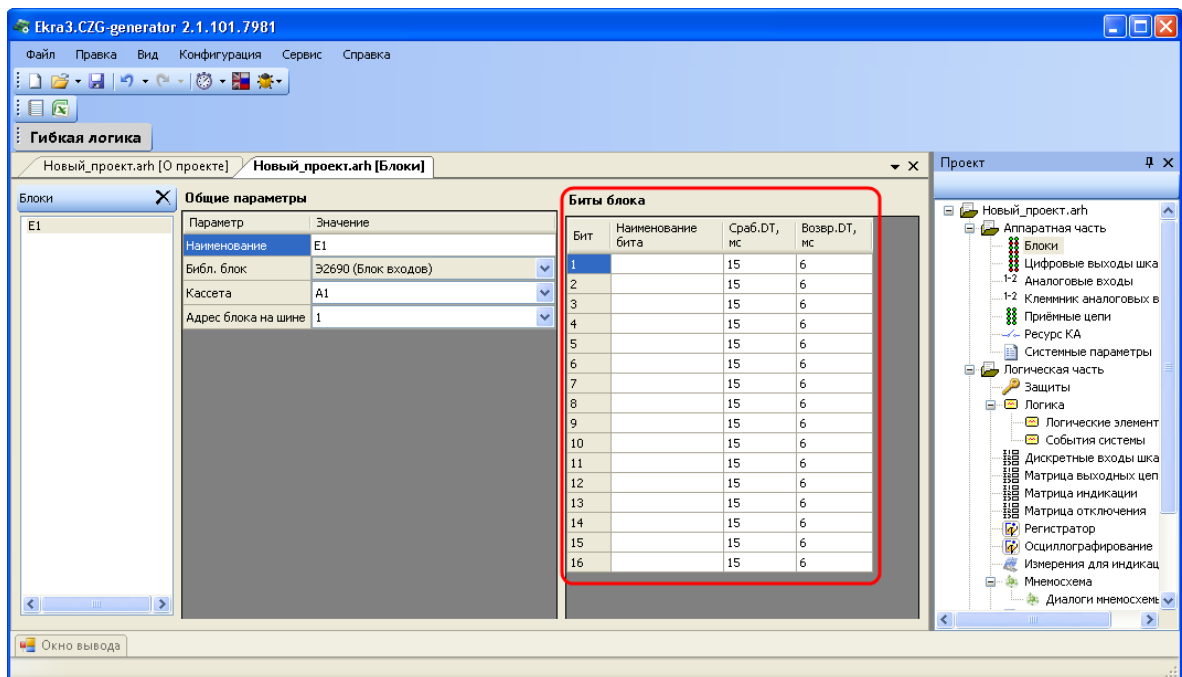 Ekra3.CZG-generator 2.1.101.7981
Файл Правка Вид Конфигурация Сервис Справка
Гибкая логика
Новый_проект.arh [О проекте] Новый_проект.arh [Блоки]
Блоки
E1
Общие параметры
Параметр Значение
Наименование E1
Библ. блок Э2690 (Блок входов)
Кассета A1
Адрес блока на шине 1
Биты блока
Бит Наименование бита Сраб.DT, мс Возвр.DT, мс
1 15 6
2 15 6
3 15 6
4 15 6
5 15 6
6 15 6
7 15 6
8 15 6
9 15 6
10 15 6
11 15 6
12 15 6
13 15 6
14 15 6
15 15 6
16 15 6
Проект
Новый_проект.arh
Аппаратная часть
Блоки
Цифровые выходы шка
1-2 Аналоговые входы
1-2 Клеммник аналоговых в
Приёмные цепи
Ресурс КА
Системные параметры
Логическая часть
Защиты
Логика
Логические элемент
События системы
Дискретные входы шка
Матрица выходных цеп
Матрица индикации
Матрица отключения
Регистратор
Осциллографирование
Измерения для индикац
Мнемосхема
Диалоги мнемосхемь
Окно вывода